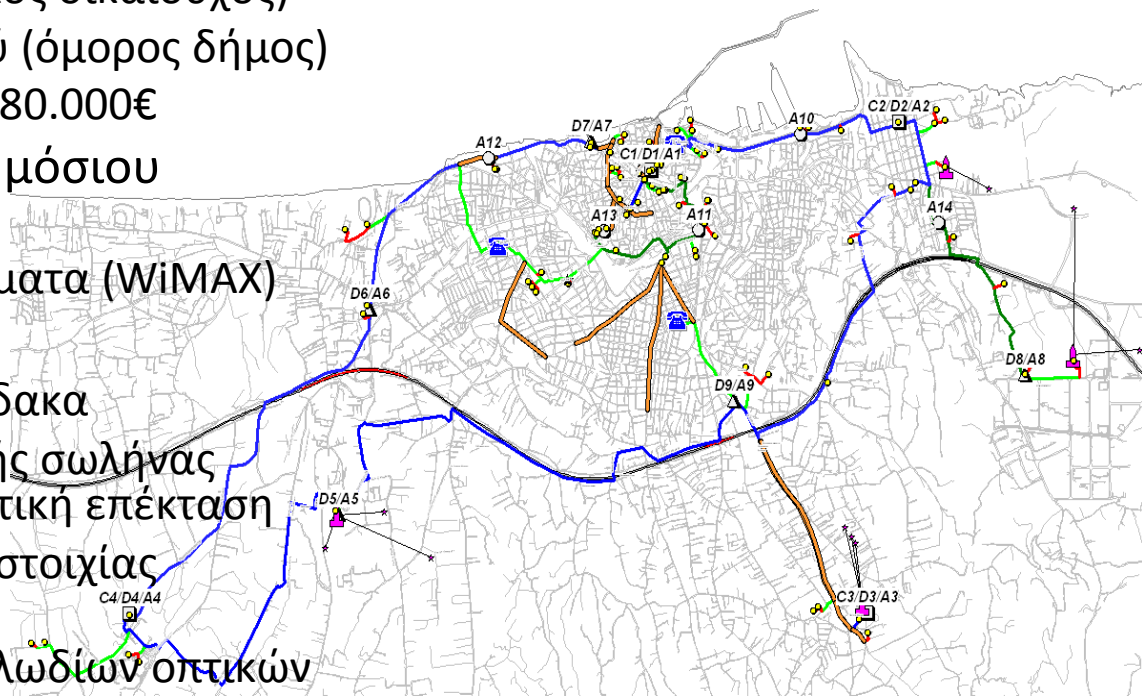 ος δικαιούχος)
ύ (όμορος δήμος)
80.000€
μόσιου
ματα (WiMAX)
δακα
ής σωλήνας
τική επέκταση
στοιχίας
λωδίων οπτικών
C2/D2/A2
A10
D7/A7
A12
C1/D1/A1
A13
A11
A14
D6/A6
D8/A8
D9/A9
D5/A5
C4/D4/A4
C3/D3/A3